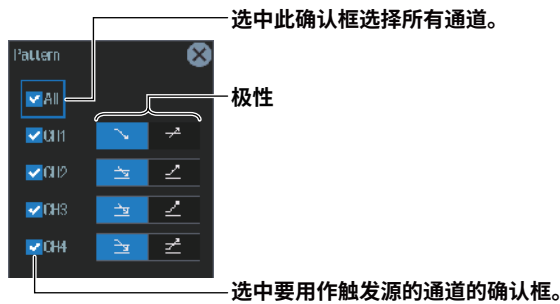 选中此确认框选择所有通道。
Pattern
All
极性
CH1
CH2
CH3
CH4
选中要用作触发源的通道的确认框。